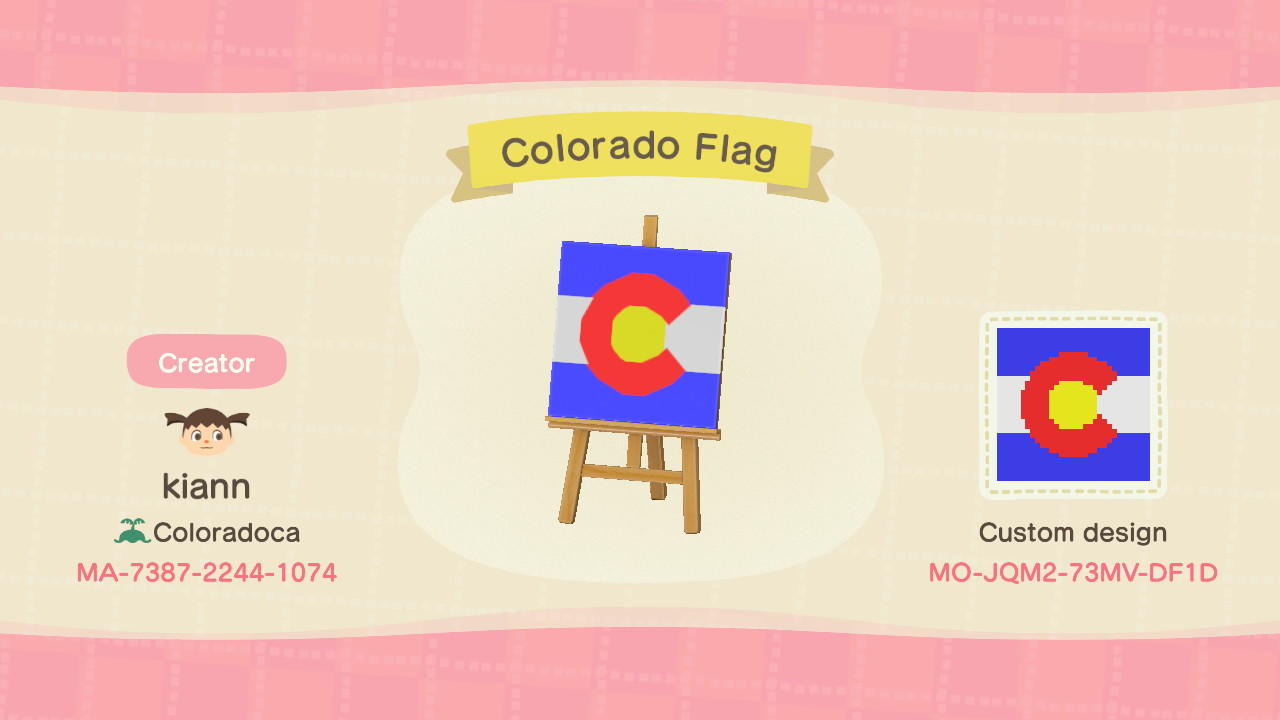 Colorado Flag
Creator
kiann
Coloradoca
MA-7387-2244-1074
Custom design
MO-JQM2-73MV-DF1D